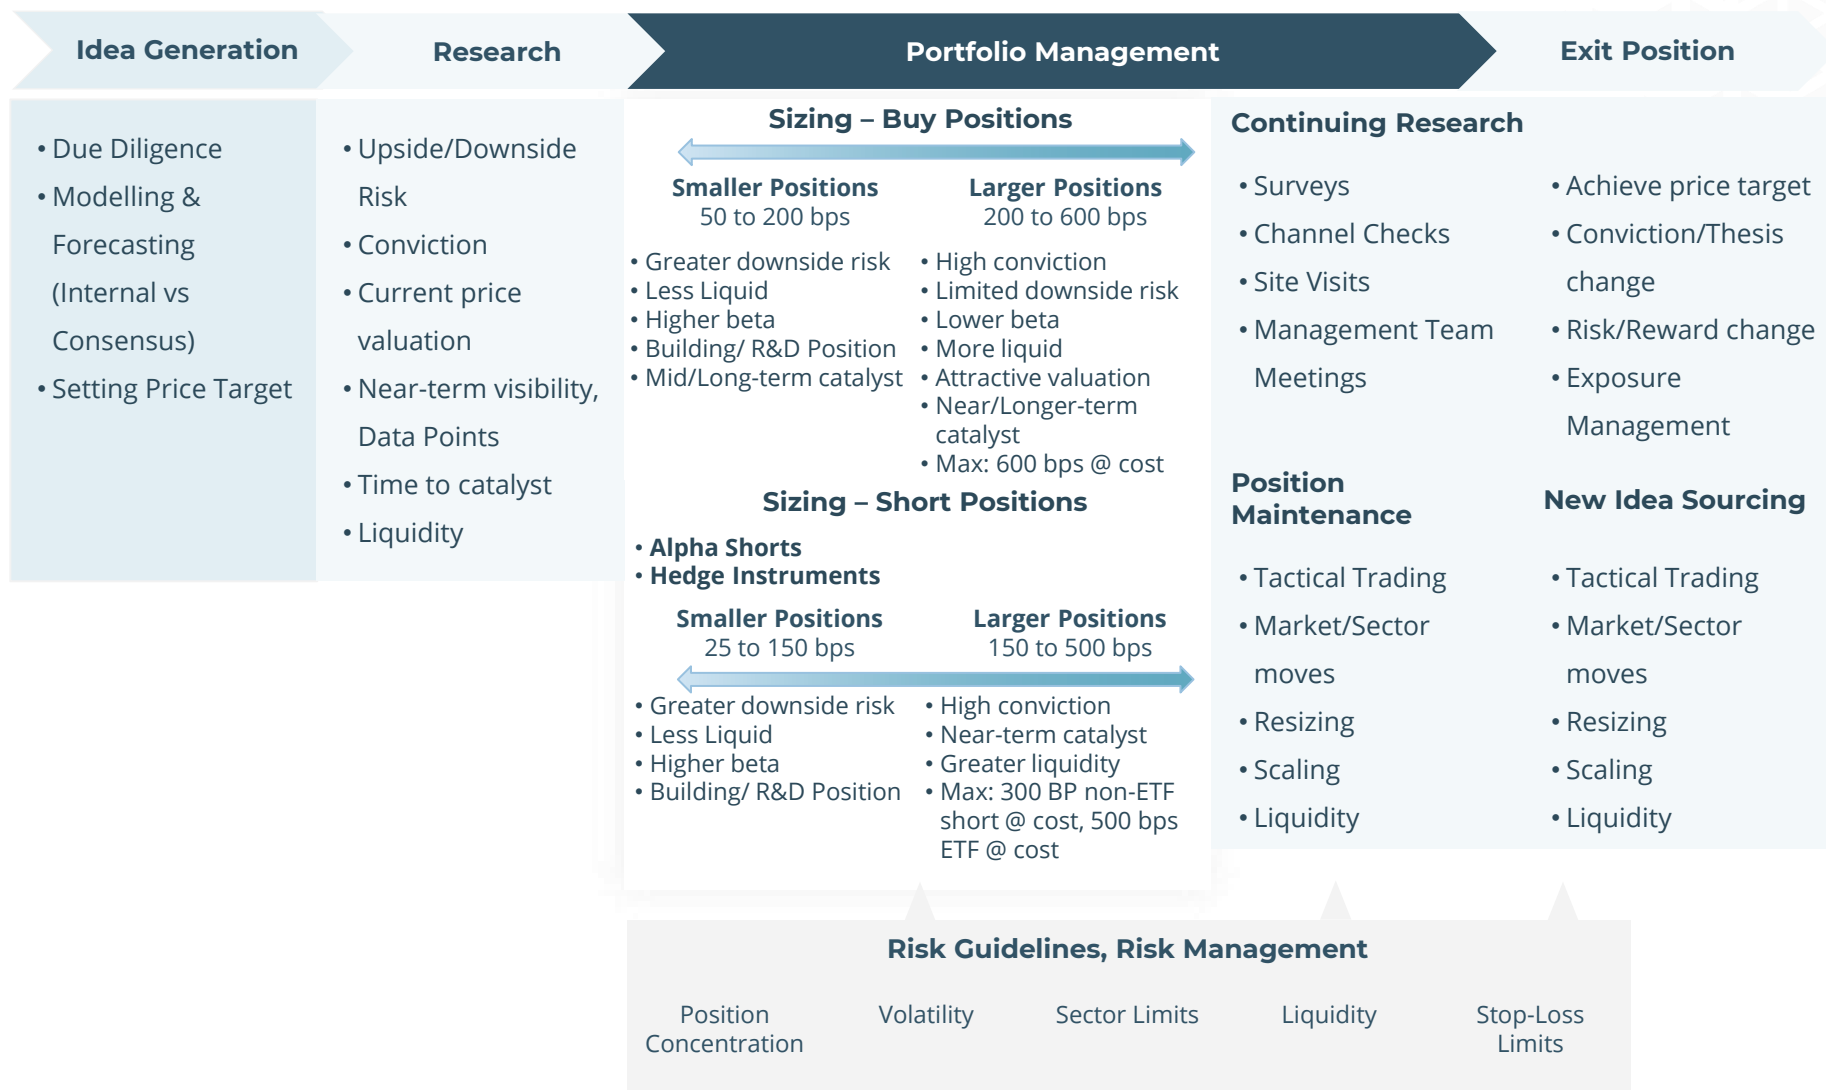 Idea Generation
Research
Portfolio Management
Exit Position
• Due Diligence
• Modelling &
Forecasting
(Internal vs
Consensus)
• Setting Price Target
• Upside/Downside
Risk
• Conviction
• Current price
valuation
• Near-term visibility,
Data Points
• Time to catalyst
• Liquidity
Sizing – Buy Positions
Smaller Positions
50 to 200 bps
• Greater downside risk
• Less Liquid
• Higher beta
• Building/ R&D Position
• Mid/Long-term catalyst
Larger Positions
200 to 600 bps
• High conviction
• Limited downside risk
• Lower beta
• More liquid
• Attractive valuation
• Near/Longer-term
catalyst
• Max: 600 bps @ cost
Sizing – Short Positions
• Alpha Shorts
• Hedge Instruments
Smaller Positions
25 to 150 bps
• Greater downside risk
• Less Liquid
• Higher beta
• Building/ R&D Position
Larger Positions
150 to 500 bps
• High conviction
• Near-term catalyst
• Greater liquidity
• Max: 300 BP non-ETF
short @ cost, 500 bps
ETF @ cost
Continuing Research
• Surveys
• Channel Checks
• Site Visits
• Management Team
Meetings
• Achieve price target
• Conviction/Thesis
change
• Risk/Reward change
• Exposure
Management
Position
Maintenance
• Tactical Trading
• Market/Sector
moves
• Resizing
• Scaling
• Liquidity
New Idea Sourcing
• Tactical Trading
• Market/Sector
moves
• Resizing
• Scaling
• Liquidity
Risk Guidelines, Risk Management
Position
Concentration
Volatility
Sector Limits
Liquidity
Stop-Loss
Limits